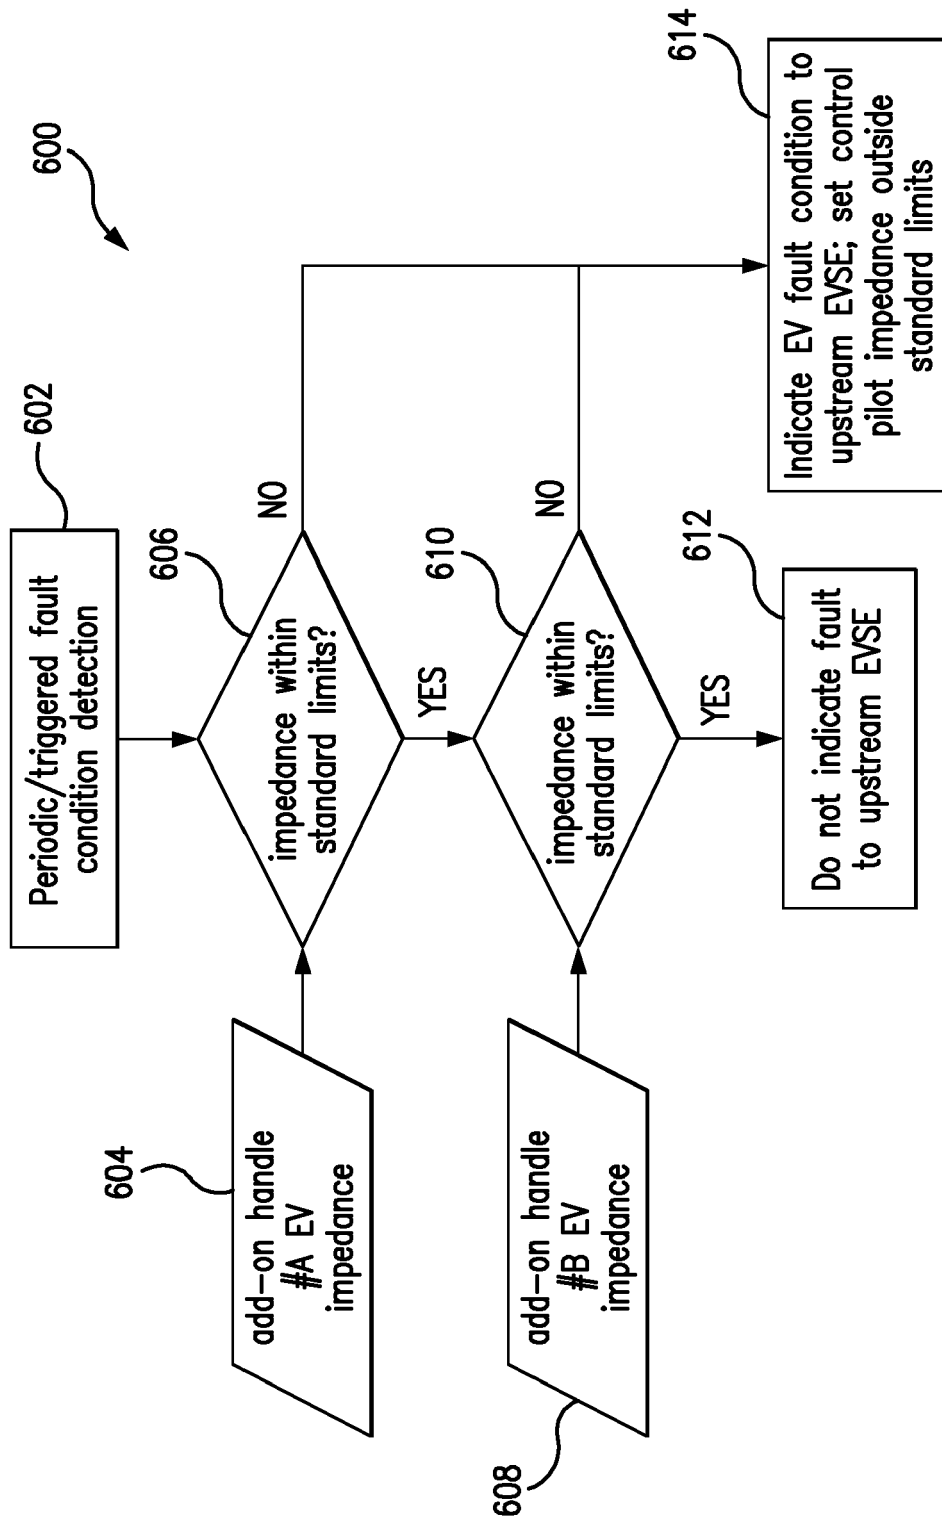 600
602
Periodic/triggered fault
condition detection
604
add-on handle
#A EV
impedance
606
impedance within
standard limits?
NO
YES
608
add-on handle
#B EV
impedance
610
impedance within
standard limits?
NO
YES
612
Do not indicate fault
to upstream EVSE
614
Indicate EV fault condition to
upstream EVSE; set control
pilot impedance outside
standard limits